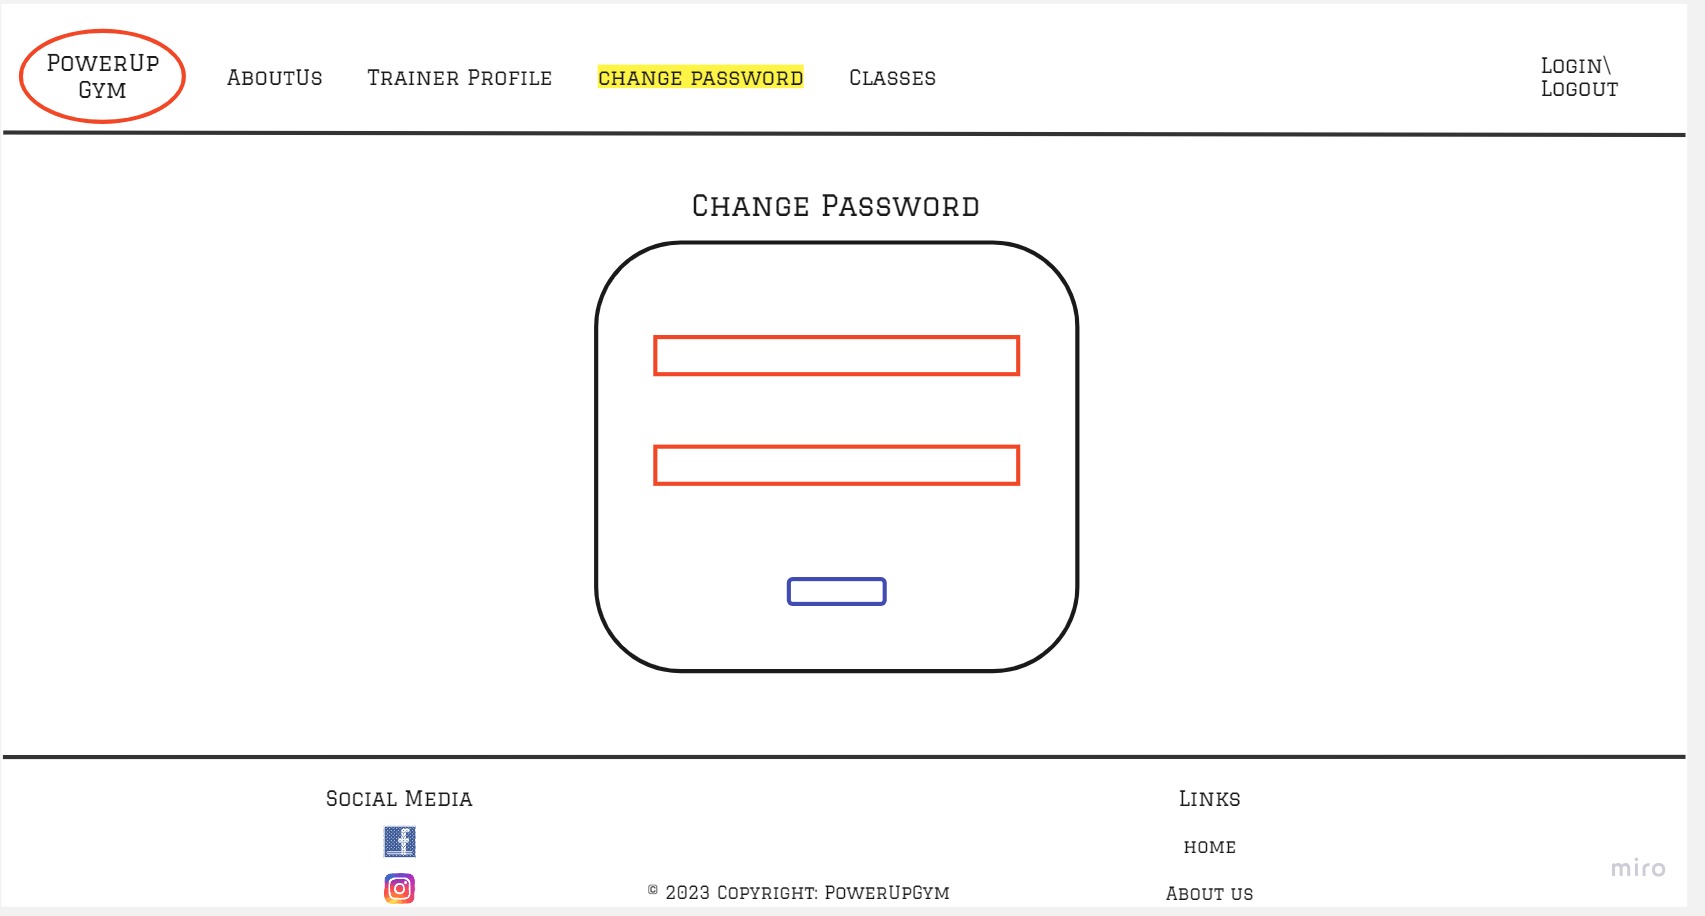 PowerUp
Gym
AboutUs
Trainer Profile
change password
Classes
Login\
Logout
Change Password
Social Media
Links
home
© 2023 Copyright: PowerUpGym
About us
miro